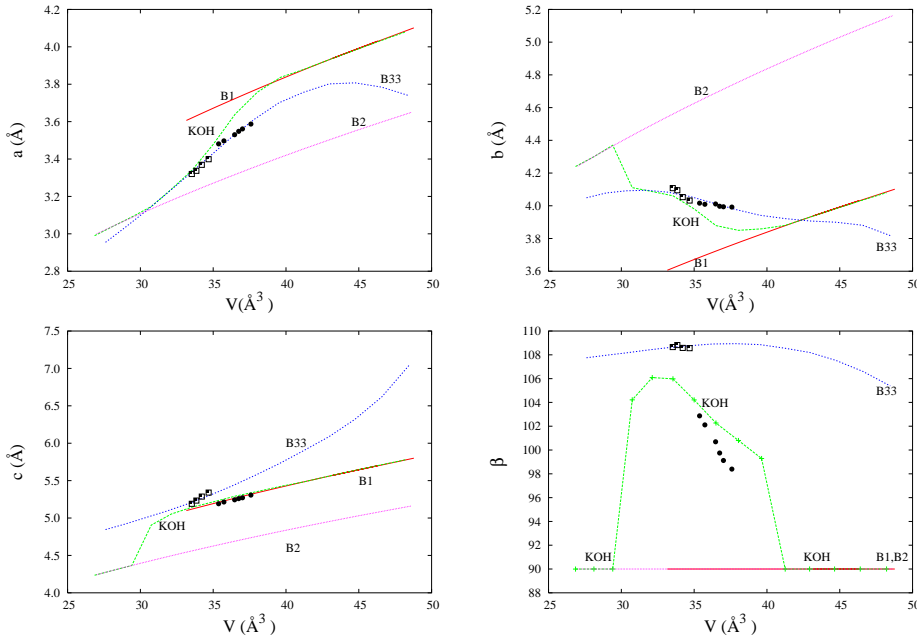 4.2
4.0
3.8
3.6
3.4
3.2
3.0
2.8
25 30 35 40 45 50
a (Å)
V(Å³ )
B1
B33
KOH
B2
5.2
5.0
4.8
4.6
4.4
4.2
4.0
3.8
3.6
25 30 35 40 45 50
b (Å)
V(Å³ )
B2
KOH
B33
B1
7.5
7.0
6.5
6.0
5.5
5.0
4.5
4.0
25 30 35 40 45 50
c (Å)
V (Å³ )
B33
B1
KOH
B2
110
108
106
104
102
100
98
96
94
92
90
88
25 30 35 40 45 50
β
V (Å³ )
B33
KOH
KOH
KOH
B1,B2